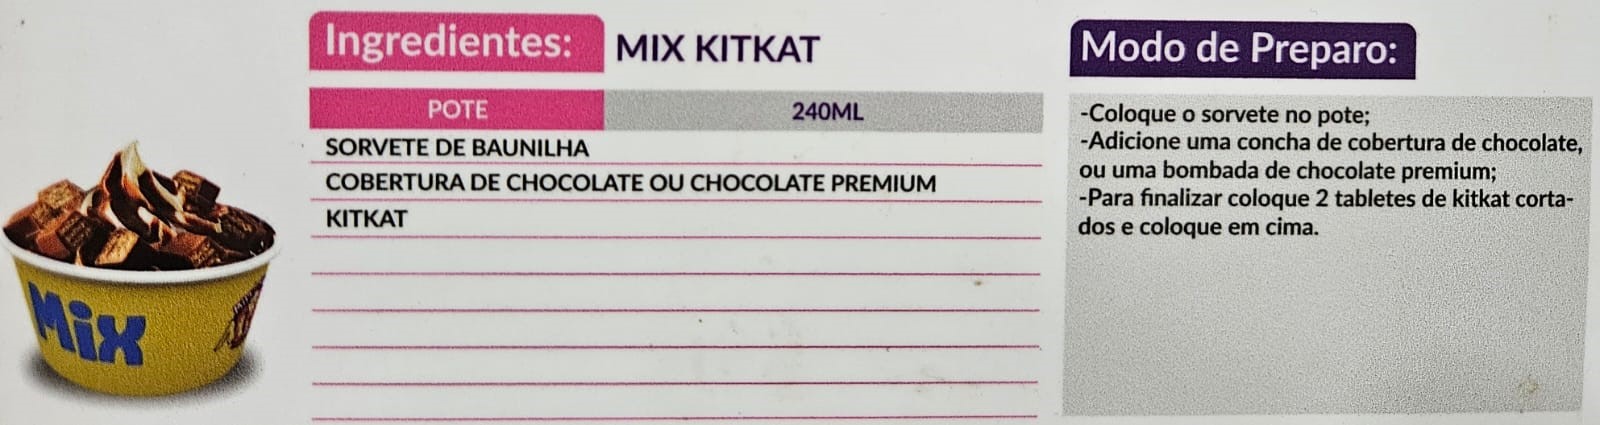 Ingredientes: MIX KITKAT
POTE 240ML
SORVETE DE BAUNILHA
COBERTURA DE CHOCOLATE OU CHOCOLATE PREMIUM
KITKAT
Mix
Modo de Preparo:
-Coloque o sorvete no pote;
-Adicione uma concha de cobertura de chocolate,
ou uma bombada de chocolate premium;
-Para finalizar coloque 2 tabletes de kitkat corta-
dos e coloque em cima.